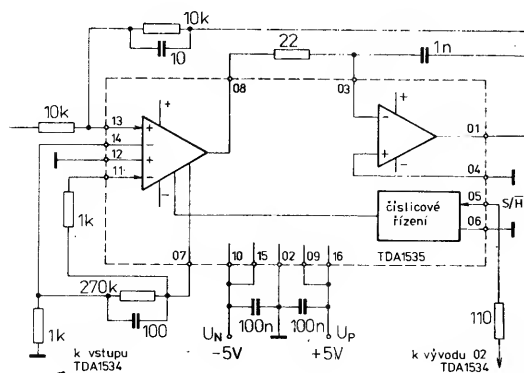 10k
10
22
1n
08
03
10k
13
14
12
11
+
-
+
-
+
-
-
+
+
-
01
04
05
S/H̅
06
číslicové
řízení
1k
07
10
15
02
09
16
TDA1535
270k
100
100n
100n
110
1k
U_N
-5V
U_P
+5V
k vstupu
TDA1534
k vývodu 02
TDA1534